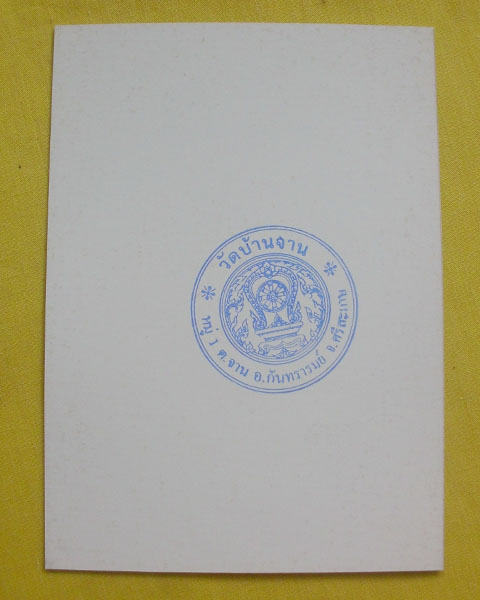 วัดบ้านจาน
หมู่ ๖ ต.จาน อ.กันทรารมย์ จ.ศรีสะเกษ